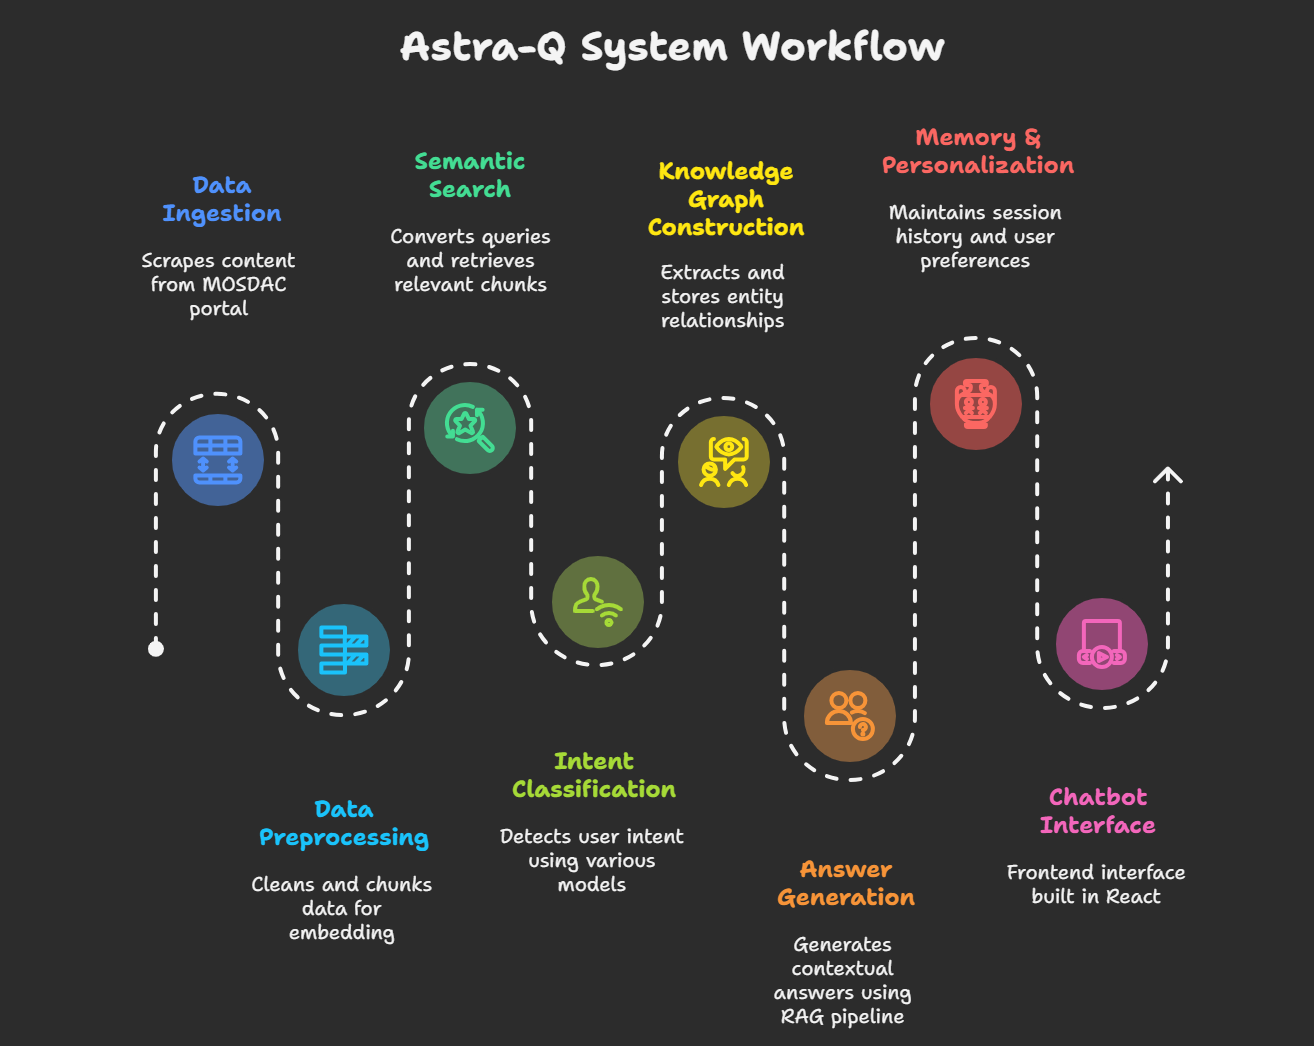 Astra-Q System Workflow
Data
Ingestion
Scrapes content
from MOSDAC
portal
Data
Preprocessing
Cleans and chunks
data for
embedding
Semantic
Search
Converts queries
and retrieves
relevant chunks
Intent
Classification
Detects user intent
using various
models
Knowledge
Graph
Construction
Extracts and
stores entity
relationships
Answer
Generation
Generates
contextual
answers using
RAG pipeline
Memory &
Personalization
Maintains session
history and user
preferences
Chatbot
Interface
Frontend interface
built in React